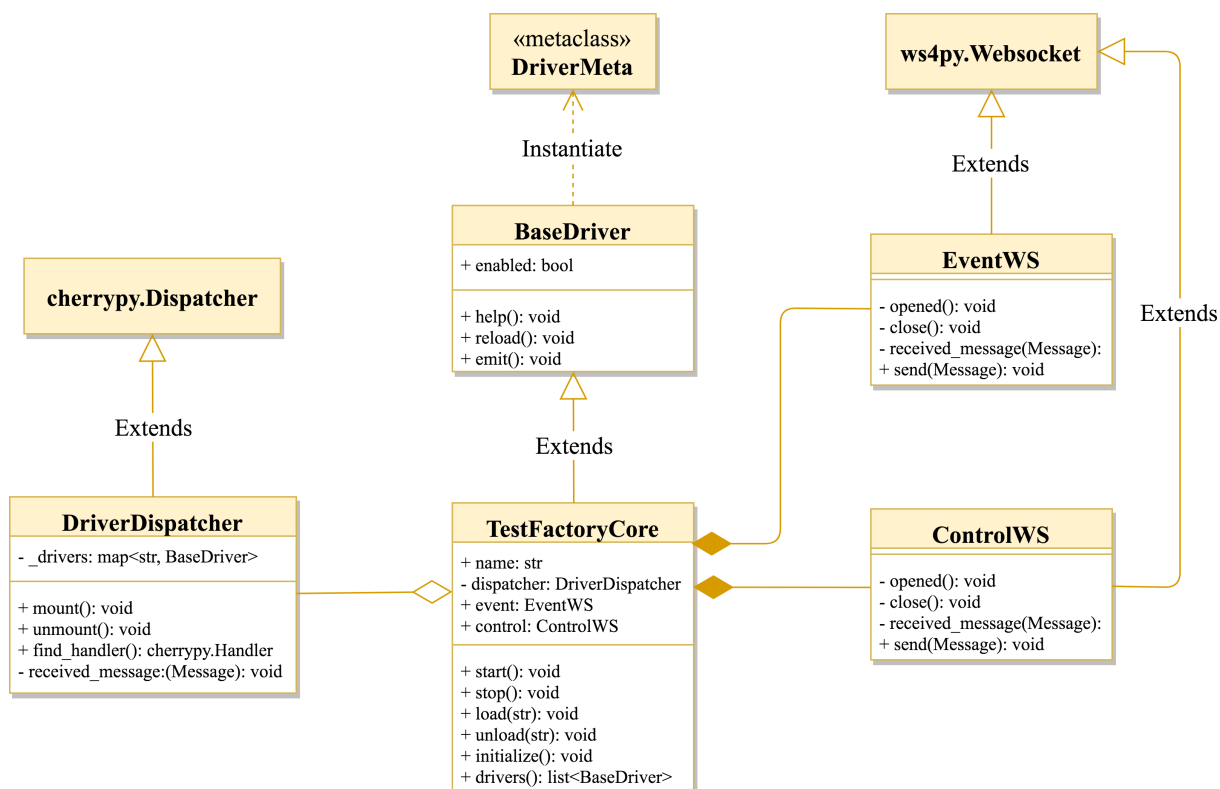 «metaclass»
DriverMeta
ws4py.Websocket
Instantiate
Extends
BaseDriver
+ enabled: bool
+ help(): void
+ reload(): void
+ emit(): void
EventWS
- opened(): void
- close(): void
- received_message(Message):
+ send(Message): void
Extends
cherrypy.Dispatcher
Extends
Extends
DriverDispatcher
- _drivers: map<str, BaseDriver>
+ mount(): void
+ unmount(): void
+ find_handler(): cherrypy.Handler
- received_message:(Message): void
TestFactoryCore
+ name: str
- dispatcher: DriverDispatcher
+ event: EventWS
+ control: ControlWS
+ start(): void
+ stop(): void
+ load(str): void
+ unload(str): void
+ initialize(): void
+ drivers(): list<BaseDriver>
ControlWS
- opened(): void
- close(): void
- received_message(Message):
+ send(Message): void